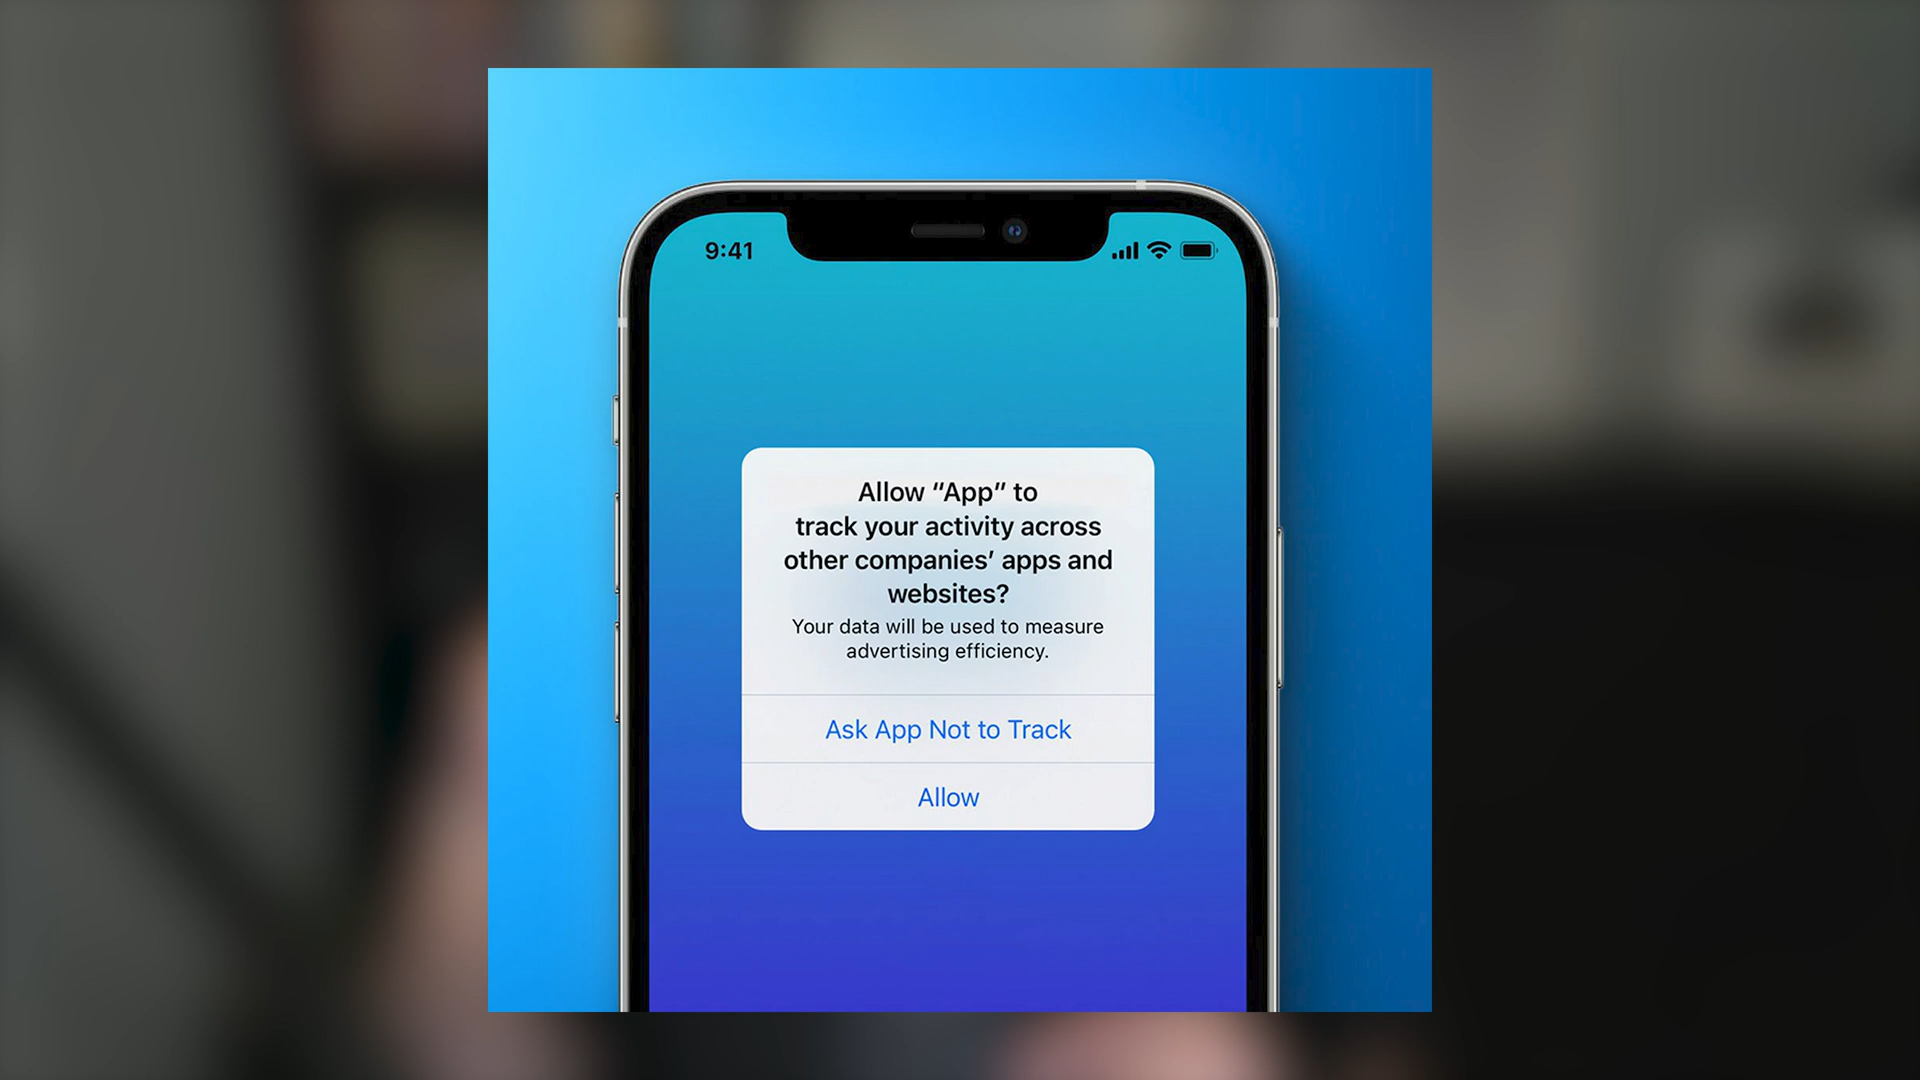 9:41
Allow “App” to
track your activity across
other companies’ apps and
websites?
Your data will be used to measure
advertising efficiency.
Ask App Not to Track
Allow